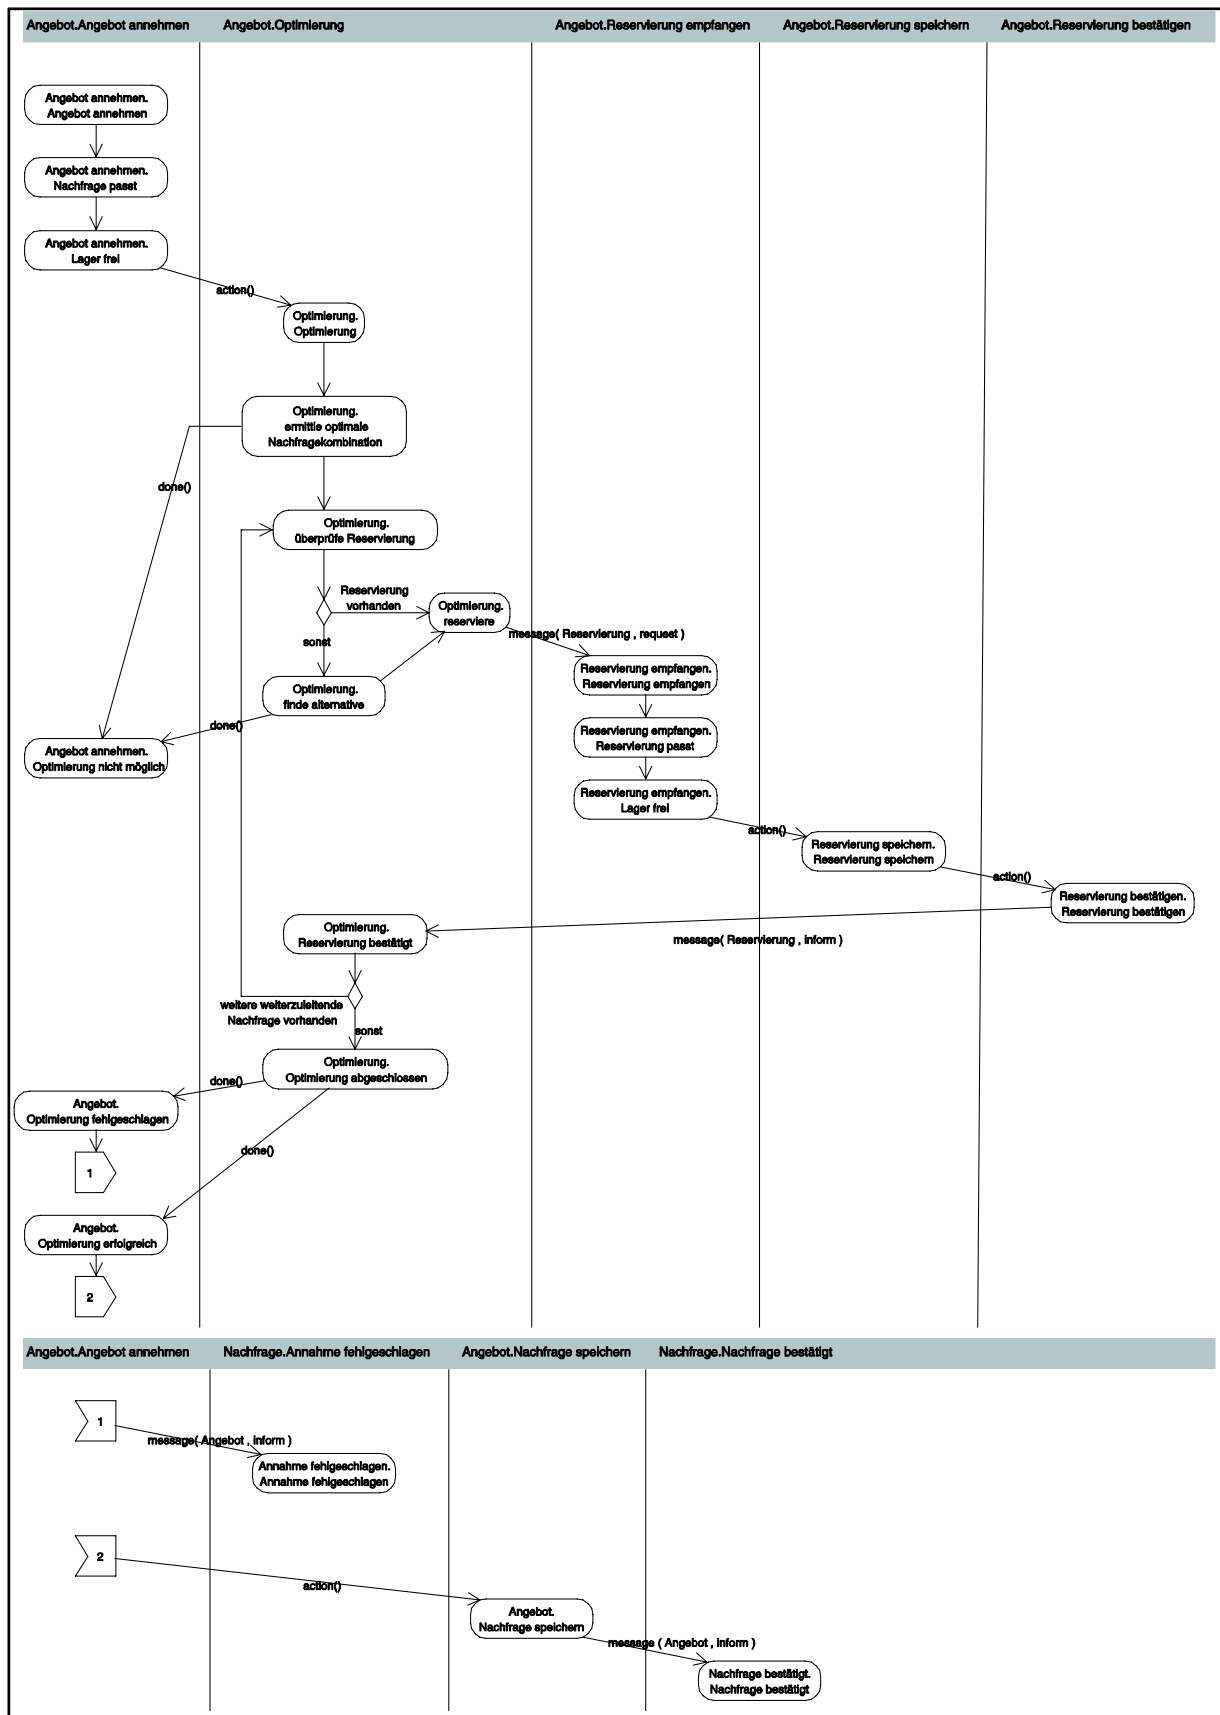 Angebot.Angebot annehmen
Angebot.Optimierung
Angebot.Reservierung empfangen
Angebot.Reservierung speichern
Angebot.Reservierung bestätigen
Angebot annehmen.
Angebot annehmen
Angebot annehmen.
Nachfrage passt
Angebot annehmen.
Lager frei
action()
Optimierung.
Optimierung
Optimierung.
ermittle optimale
Nachfragekombination
done()
Optimierung.
überprüfe Reservierung
Reservierung
vorhanden
Optimierung.
reserviere
sonst
message( Reservierung , request )
Reservierung empfangen.
Reservierung empfangen
Optimierung.
finde alternative
done()
Reservierung empfangen.
Reservierung passt
Angebot annehmen.
Optimierung nicht möglich
Reservierung empfangen.
Lager frei
action()
Reservierung speichern.
Reservierung speichern
action()
Reservierung bestätigen.
Reservierung bestätigen
Optimierung.
Reservierung bestätigt
message( Reservierung , inform )
weitere weiterzuleitende
Nachfrage vorhanden
sonst
Optimierung.
Optimierung abgeschlossen
done()
Angebot.
Optimierung fehlgeschlagen
done()
1
Angebot.
Optimierung erfolgreich
2
Angebot.Angebot annehmen
Nachfrage.Annahme fehlgeschlagen
Angebot.Nachfrage speichern
Nachfrage.Nachfrage bestätigt
1
message( Angebot , inform )
Annahme fehlgeschlagen.
Annahme fehlgeschlagen
2
action()
Angebot.
Nachfrage speichern
message ( Angebot , inform )
Nachfrage bestätigt.
Nachfrage bestätigt